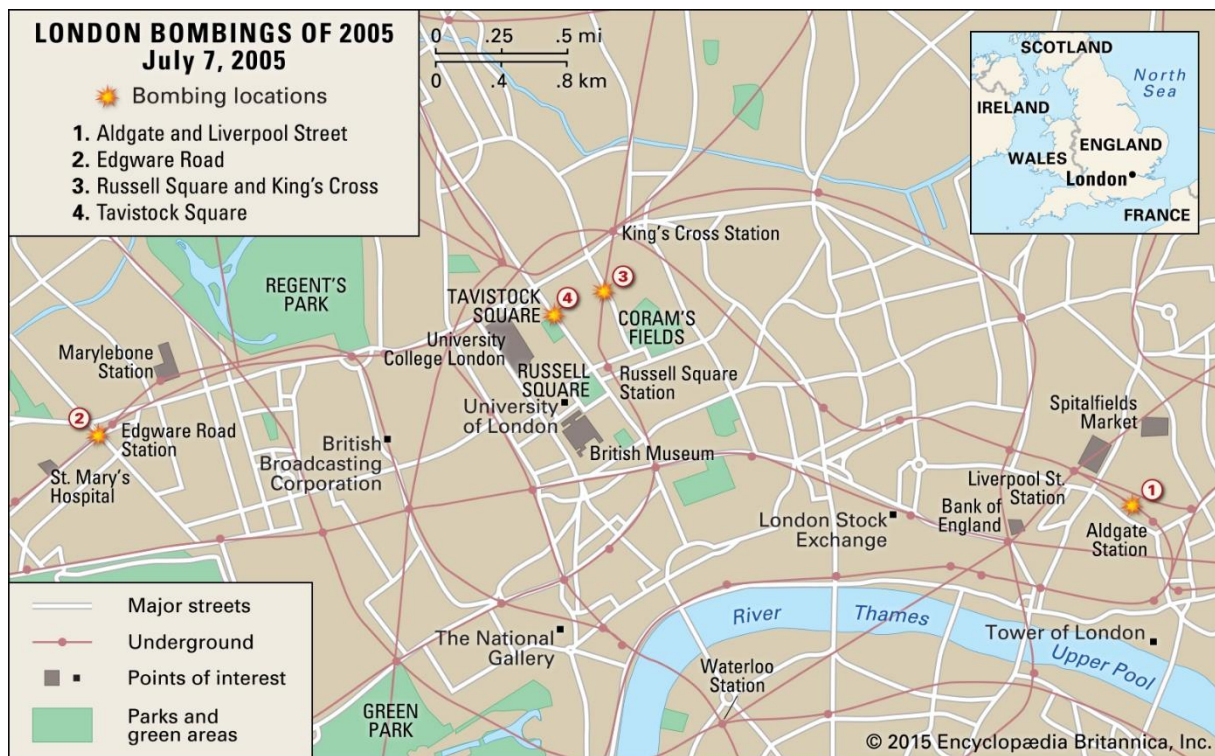 LONDON BOMBINGS OF 2005
July 7, 2005
Bombing locations
1. Aldgate and Liverpool Street
2. Edgware Road
3. Russell Square and King's Cross
4. Tavistock Square
0 .25 .5 mi
0 .4 .8 km
SCOTLAND
North
Sea
IRELAND
WALES
ENGLAND
London
FRANCE
King's Cross Station
REGENT'S
PARK
3
4
TAVISTOCK
SQUARE
CORAM'S
FIELDS
University
College London
Marylebone
Station
RUSSELL
SQUARE
Russell Square
Station
2
Edgware Road
Station
University
of London
Spitalfields
Market
British
Broadcasting
Corporation
British Museum
St. Mary's
Hospital
Liverpool St.
Station
1
Bank of
England
London Stock
Exchange
Aldgate
Station
Major streets
Underground
Points of interest
Parks and
green areas
The National
Gallery
River Thames
Tower of London
Upper Pool
Waterloo
Station
GREEN
PARK
© 2015 Encyclopædia Britannica, Inc.